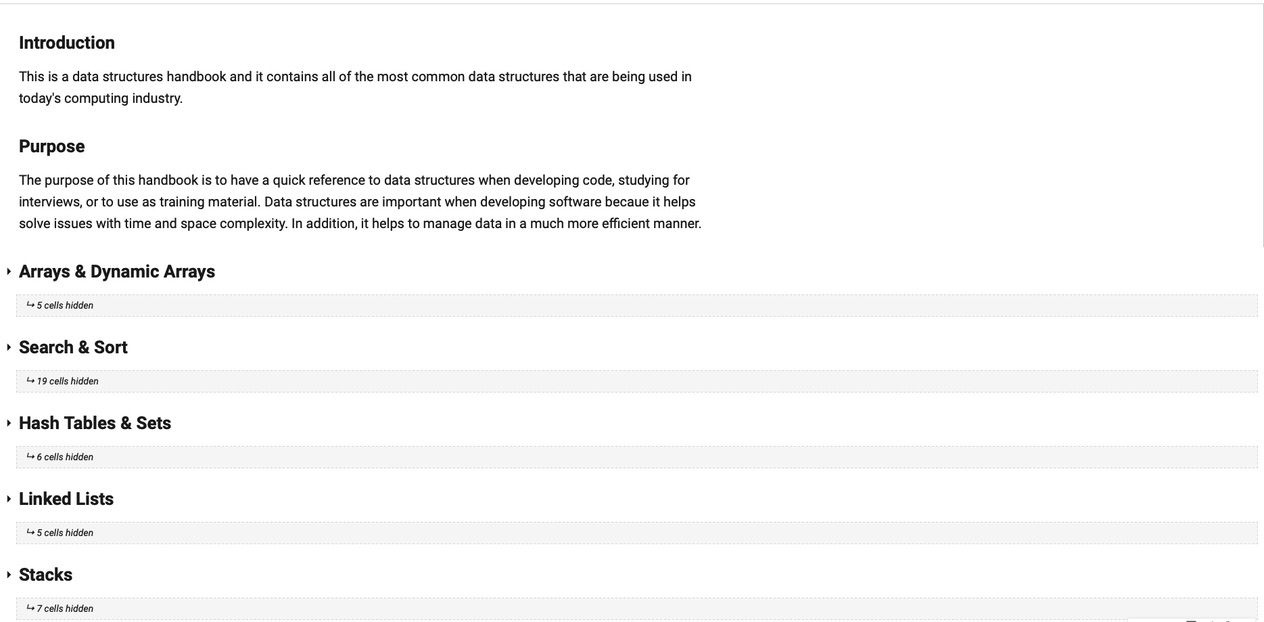 Introduction
This is a data structures handbook and it contains all of the most common data structures that are being used in
today's computing industry.
Purpose
The purpose of this handbook is to have a quick reference to data structures when developing code, studying for
interviews, or to use as training material. Data structures are important when developing software becaue it helps
solve issues with time and space complexity. In addition, it helps to manage data in a much more efficient manner.
Arrays & Dynamic Arrays
5 cells hidden
Search & Sort
19 cells hidden
Hash Tables & Sets
6 cells hidden
Linked Lists
5 cells hidden
Stacks
7 cells hidden